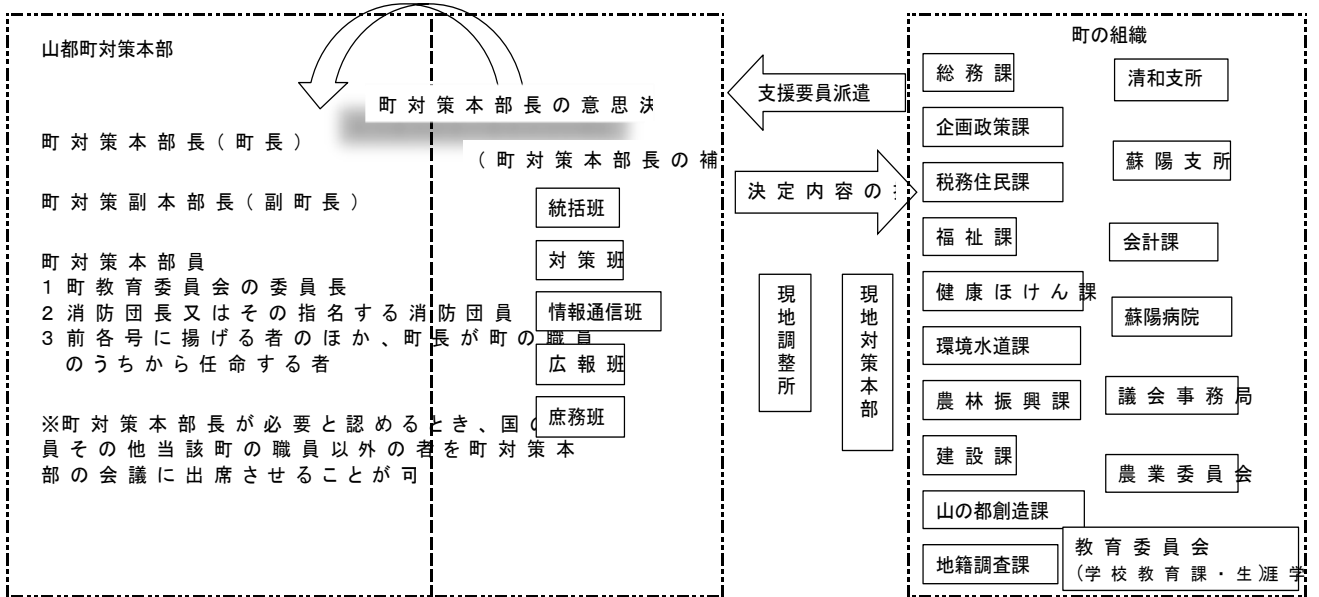 山都町対策本部
町対策本部長の意思決
町対策本部長(町長)
(町対策本部長の補
町対策副本部長(副町長)
町対策本部員
1 町教育委員会の委員長
2 消防団長又はその指名する消防団員
3 前各号に揚げる者のほか、町長が町の職員
のうちから任命する者
※町対策本部長が必要と認めるとき、国の
員その他当該町の職員以外の者を町対策本
部の会議に出席させることが可
統括班
対策班
情報通信班
広報班
庶務班
支援要員派遣
決定内容の
現地調整所
現地対策本部
町の組織
総務課
企画政策課
税務住民課
福祉課
健康ほけん課
環境水道課
農林振興課
建設課
山の都創造課
地籍調査課
清和支所
蘇陽支所
会計課
蘇陽病院
議会事務局
農業委員会
教育委員会
(学校教育課・生)涯学